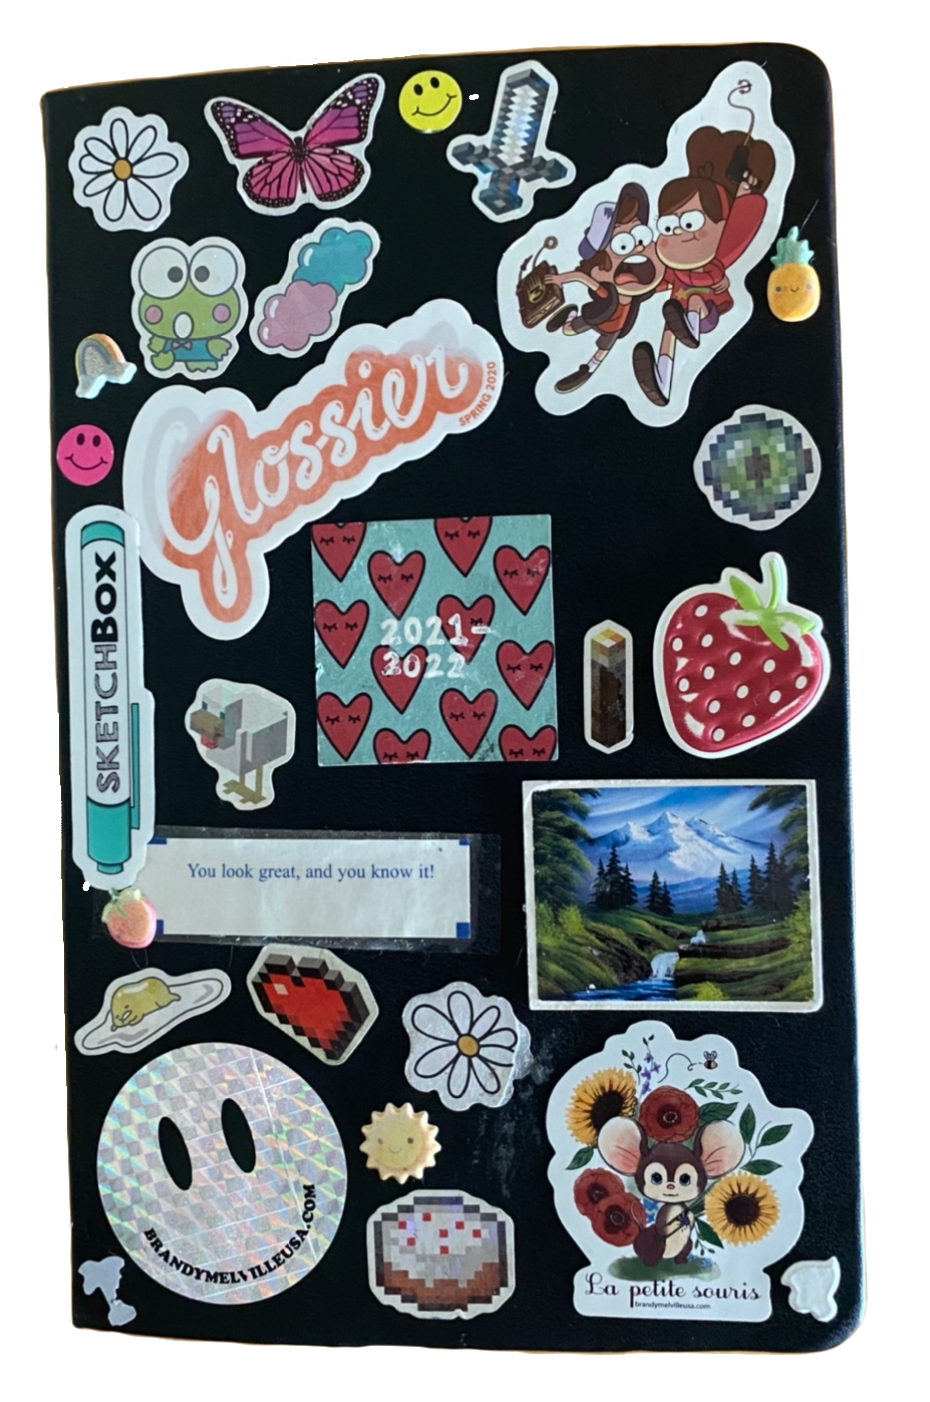 Glossier
SPRING 2020
SKETCHBOX
2021-
2022
You look great, and you know it!
BRANDYMELVILLEUSA.COM
La petite souris
brandymelvilleusa.com